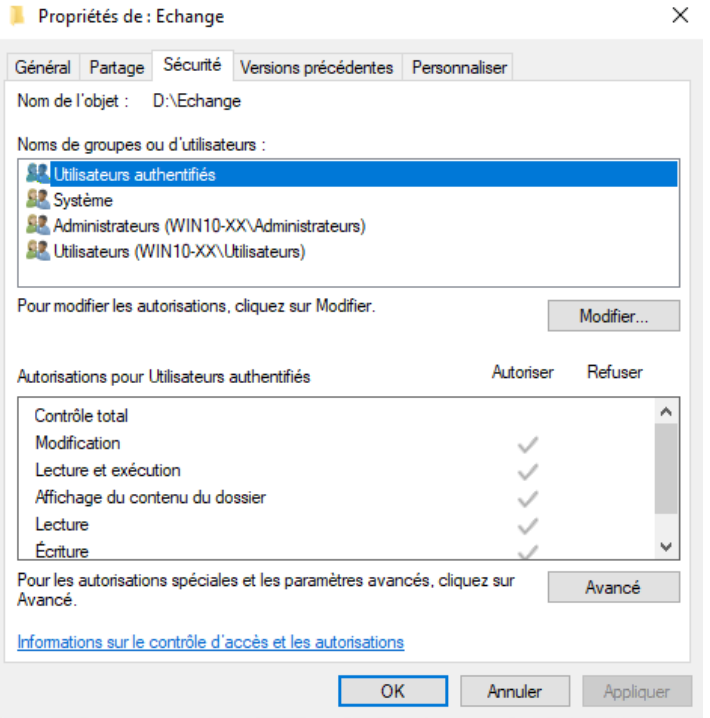 Propriétés de : Echange
Général Partage Sécurité Versions précédentes Personnaliser
Nom de l'objet : D:\Echange
Noms de groupes ou d'utilisateurs :
Utilisateurs authentifiés
Système
Administrateurs (WIN10-XX\Administrateurs)
Utilisateurs (WIN10-XX\Utilisateurs)
Pour modifier les autorisations, cliquez sur Modifier.
Modifier...
Autorisations pour Utilisateurs authentifiés Autoriser Refuser
Contrôle total
Modification
Lecture et exécution
Affichage du contenu du dossier
Lecture
Écriture
Pour les autorisations spéciales et les paramètres avancés, cliquez sur
Avancé.
Avancé
Informations sur le contrôle d'accès et les autorisations
OK Annuler Appliquer